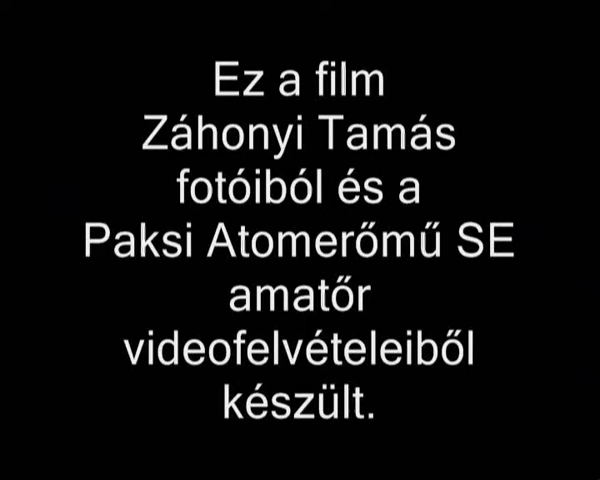 Ez a film
Záhonyi Tamás
fotóiból és a
Paksi Atomerőmű SE
amatőr
videofelvételeiből
készült.